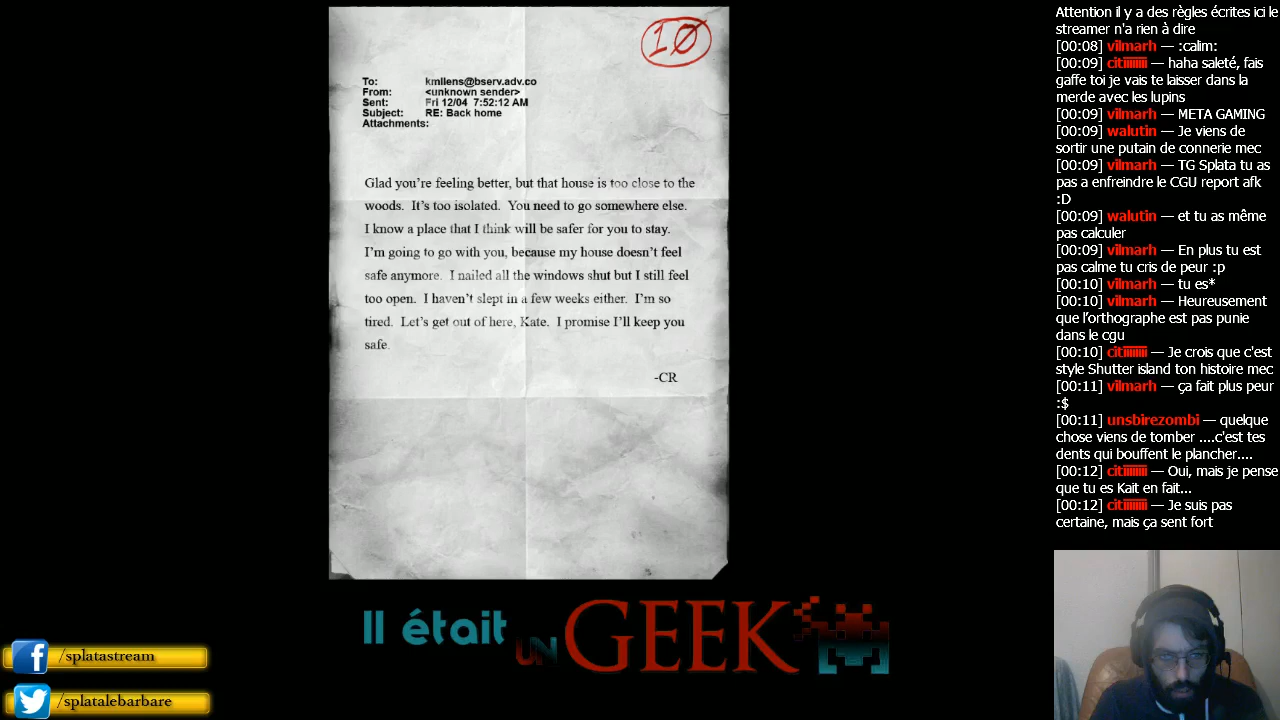 1Ø
To: kmllens@bserv.adv.co
From: <unknown sender>
Sent: Fri 12/04 7:52:12 AM
Subject: RE: Back home
Attachments:
Glad you're feeling better, but that house is too close to the
woods. It's too isolated. You need to go somewhere else.
I know a place that I think will be safer for you to stay.
I'm going to go with you, because my house doesn't feel
safe anymore. I nailed all the windows shut but I still feel
too open. I haven't slept in a few weeks either. I'm so
tired. Let's get out of here, Kate. I promise I'll keep you
safe.
-CR
Il était
UN GEEK
/splatastream
/splatalebarbare
Attention il y a des règles écrites ici le
streamer n'a rien à dire
[00:08] vilmarh — :calim:
[00:09] citiiiiiiii — haha saleté, fais
gaffe toi je vais te laisser dans la
merde avec les lupins
[00:09] vilmarh — META GAMING
[00:09] walutin — Je viens de
sortir une putain de connerie mec
[00:09] vilmarh — TG Splata tu as
pas a enfreindre le CGU report afk
:D
[00:09] walutin — et tu as même
pas calculer
[00:09] vilmarh — En plus tu est
pas calme tu cris de peur :p
[00:10] vilmarh — tu es*
[00:10] vilmarh — Heureusement
que l'orthographe est pas punie
dans le cgu
[00:10] citiiiiiiii — Je crois que c'est
style Shutter island ton histoire mec
[00:11] vilmarh — ça fait plus peur
:$
[00:11] unsbirezombi — quelque
chose viens de tomber ....c'est tes
dents qui bouffent le plancher....
[00:12] citiiiiiiii — Oui, mais je pense
que tu es Kait en fait...
[00:12] citiiiiiiii — Je suis pas
certaine, mais ça sent fort